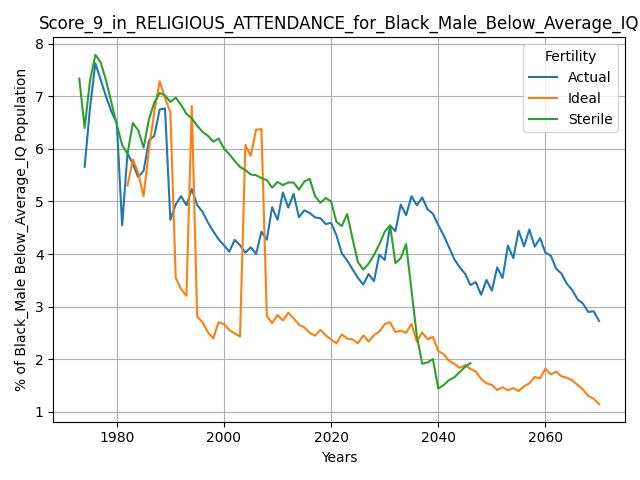 Score_9_in_RELIGIOUS_ATTENDANCE_for_Black_Male_Below_Average_IQ
% of Black_Male Below_Average_IQ Population
8
7
6
5
4
3
2
1
Fertility
Actual
Ideal
Sterile
1980
2000
2020
2040
2060
Years